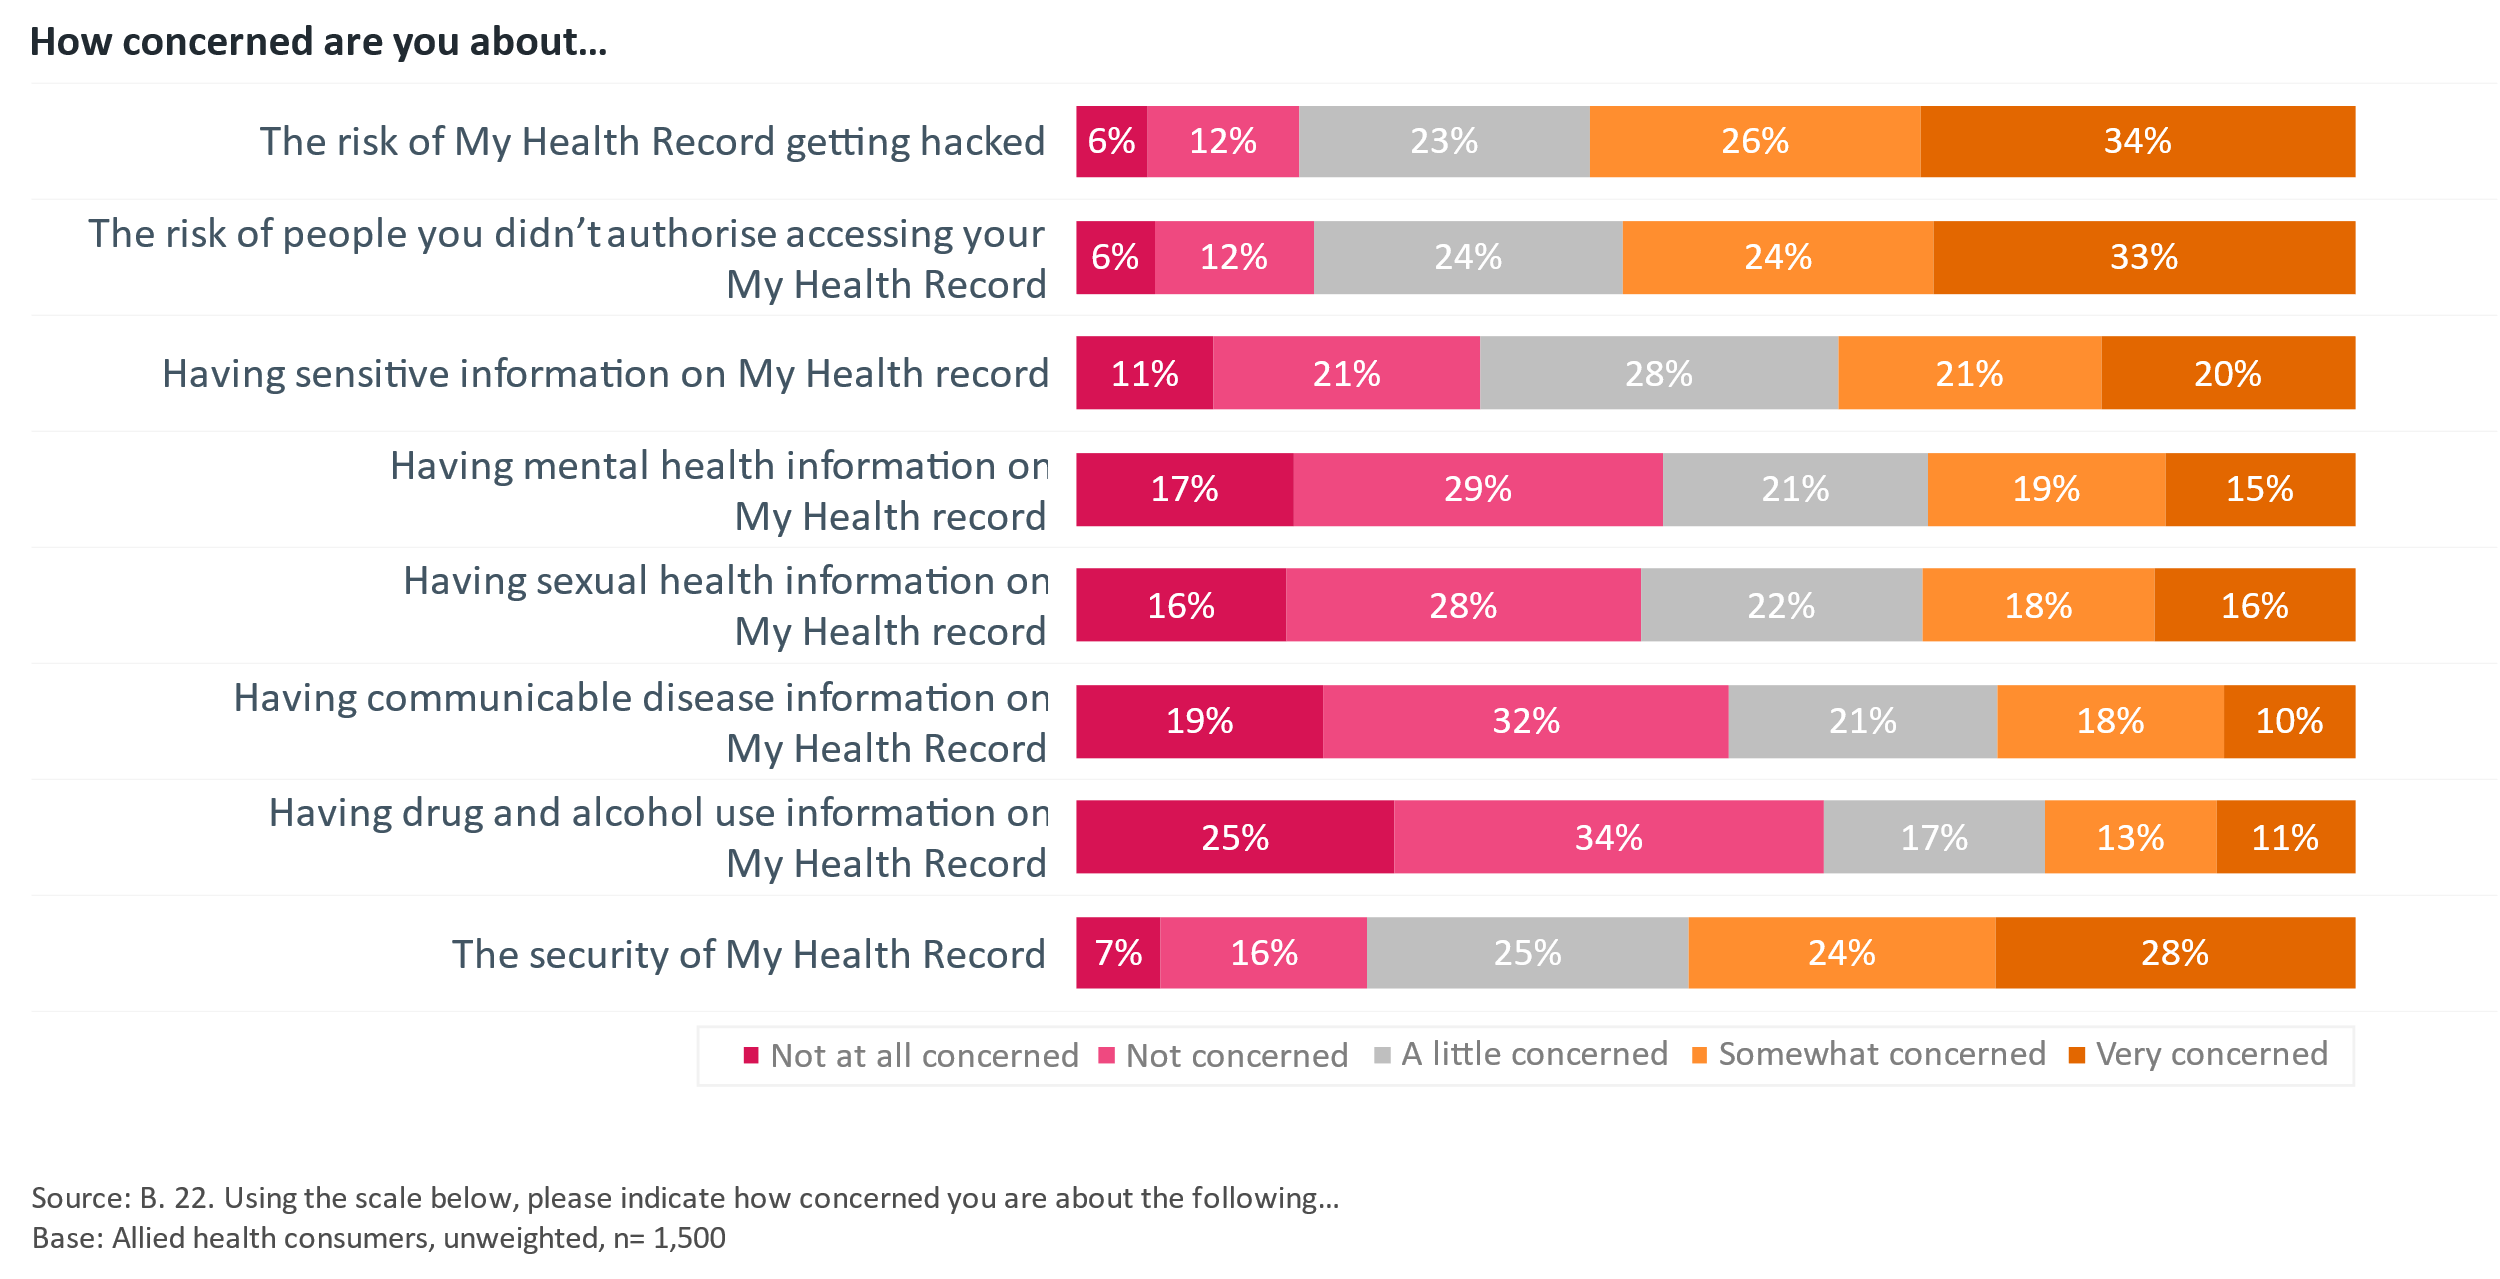 How concerned are you about...
The risk of My Health Record getting hacked
6% 12% 23% 26% 34%
The risk of people you didn’t authorise accessing your
My Health Record
6% 12% 24% 24% 33%
Having sensitive information on My Health record
11% 21% 28% 21% 20%
Having mental health information on
My Health record
17% 29% 21% 19% 15%
Having sexual health information on
My Health record
16% 28% 22% 18% 16%
Having communicable disease information on
My Health Record
19% 32% 21% 18% 10%
Having drug and alcohol use information on
My Health Record
25% 34% 17% 13% 11%
The security of My Health Record
7% 16% 25% 24% 28%
Not at all concerned Not concerned A little concerned Somewhat concerned Very concerned
Source: B. 22. Using the scale below, please indicate how concerned you are about the following...
Base: Allied health consumers, unweighted, n= 1,500